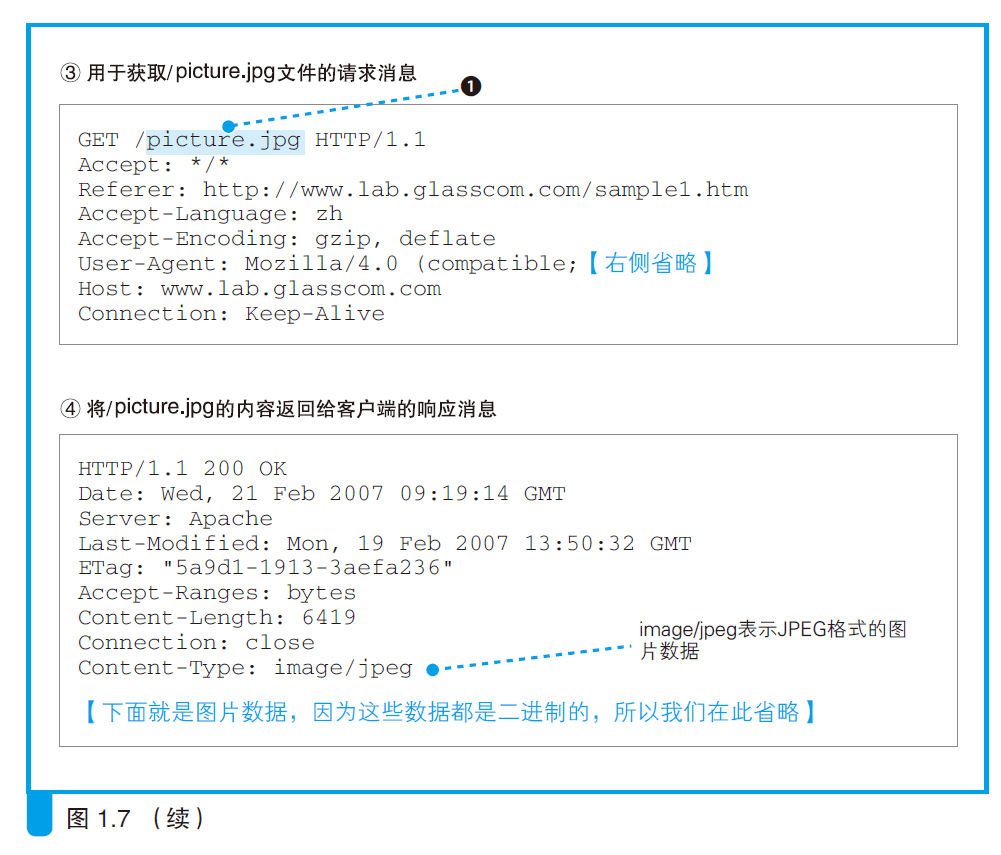 ③ 用于获取/picture.jpg文件的请求消息
❶
GET /picture.jpg HTTP/1.1
Accept: */*
Referer: http://www.lab.glasscom.com/sample1.htm
Accept-Language: zh
Accept-Encoding: gzip, deflate
User-Agent: Mozilla/4.0 (compatible;【右侧省略】
Host: www.lab.glasscom.com
Connection: Keep-Alive
④ 将/picture.jpg的内容返回给客户端的响应消息
HTTP/1.1 200 OK
Date: Wed, 21 Feb 2007 09:19:14 GMT
Server: Apache
Last-Modified: Mon, 19 Feb 2007 13:50:32 GMT
ETag: "5a9d1-1913-3aefa236"
Accept-Ranges: bytes
Content-Length: 6419
Connection: close
Content-Type: image/jpeg
image/jpeg表示JPEG格式的图
片数据
【下面就是图片数据，因为这些数据都是二进制的，所以我们在此省略】
图 1.7 （续）